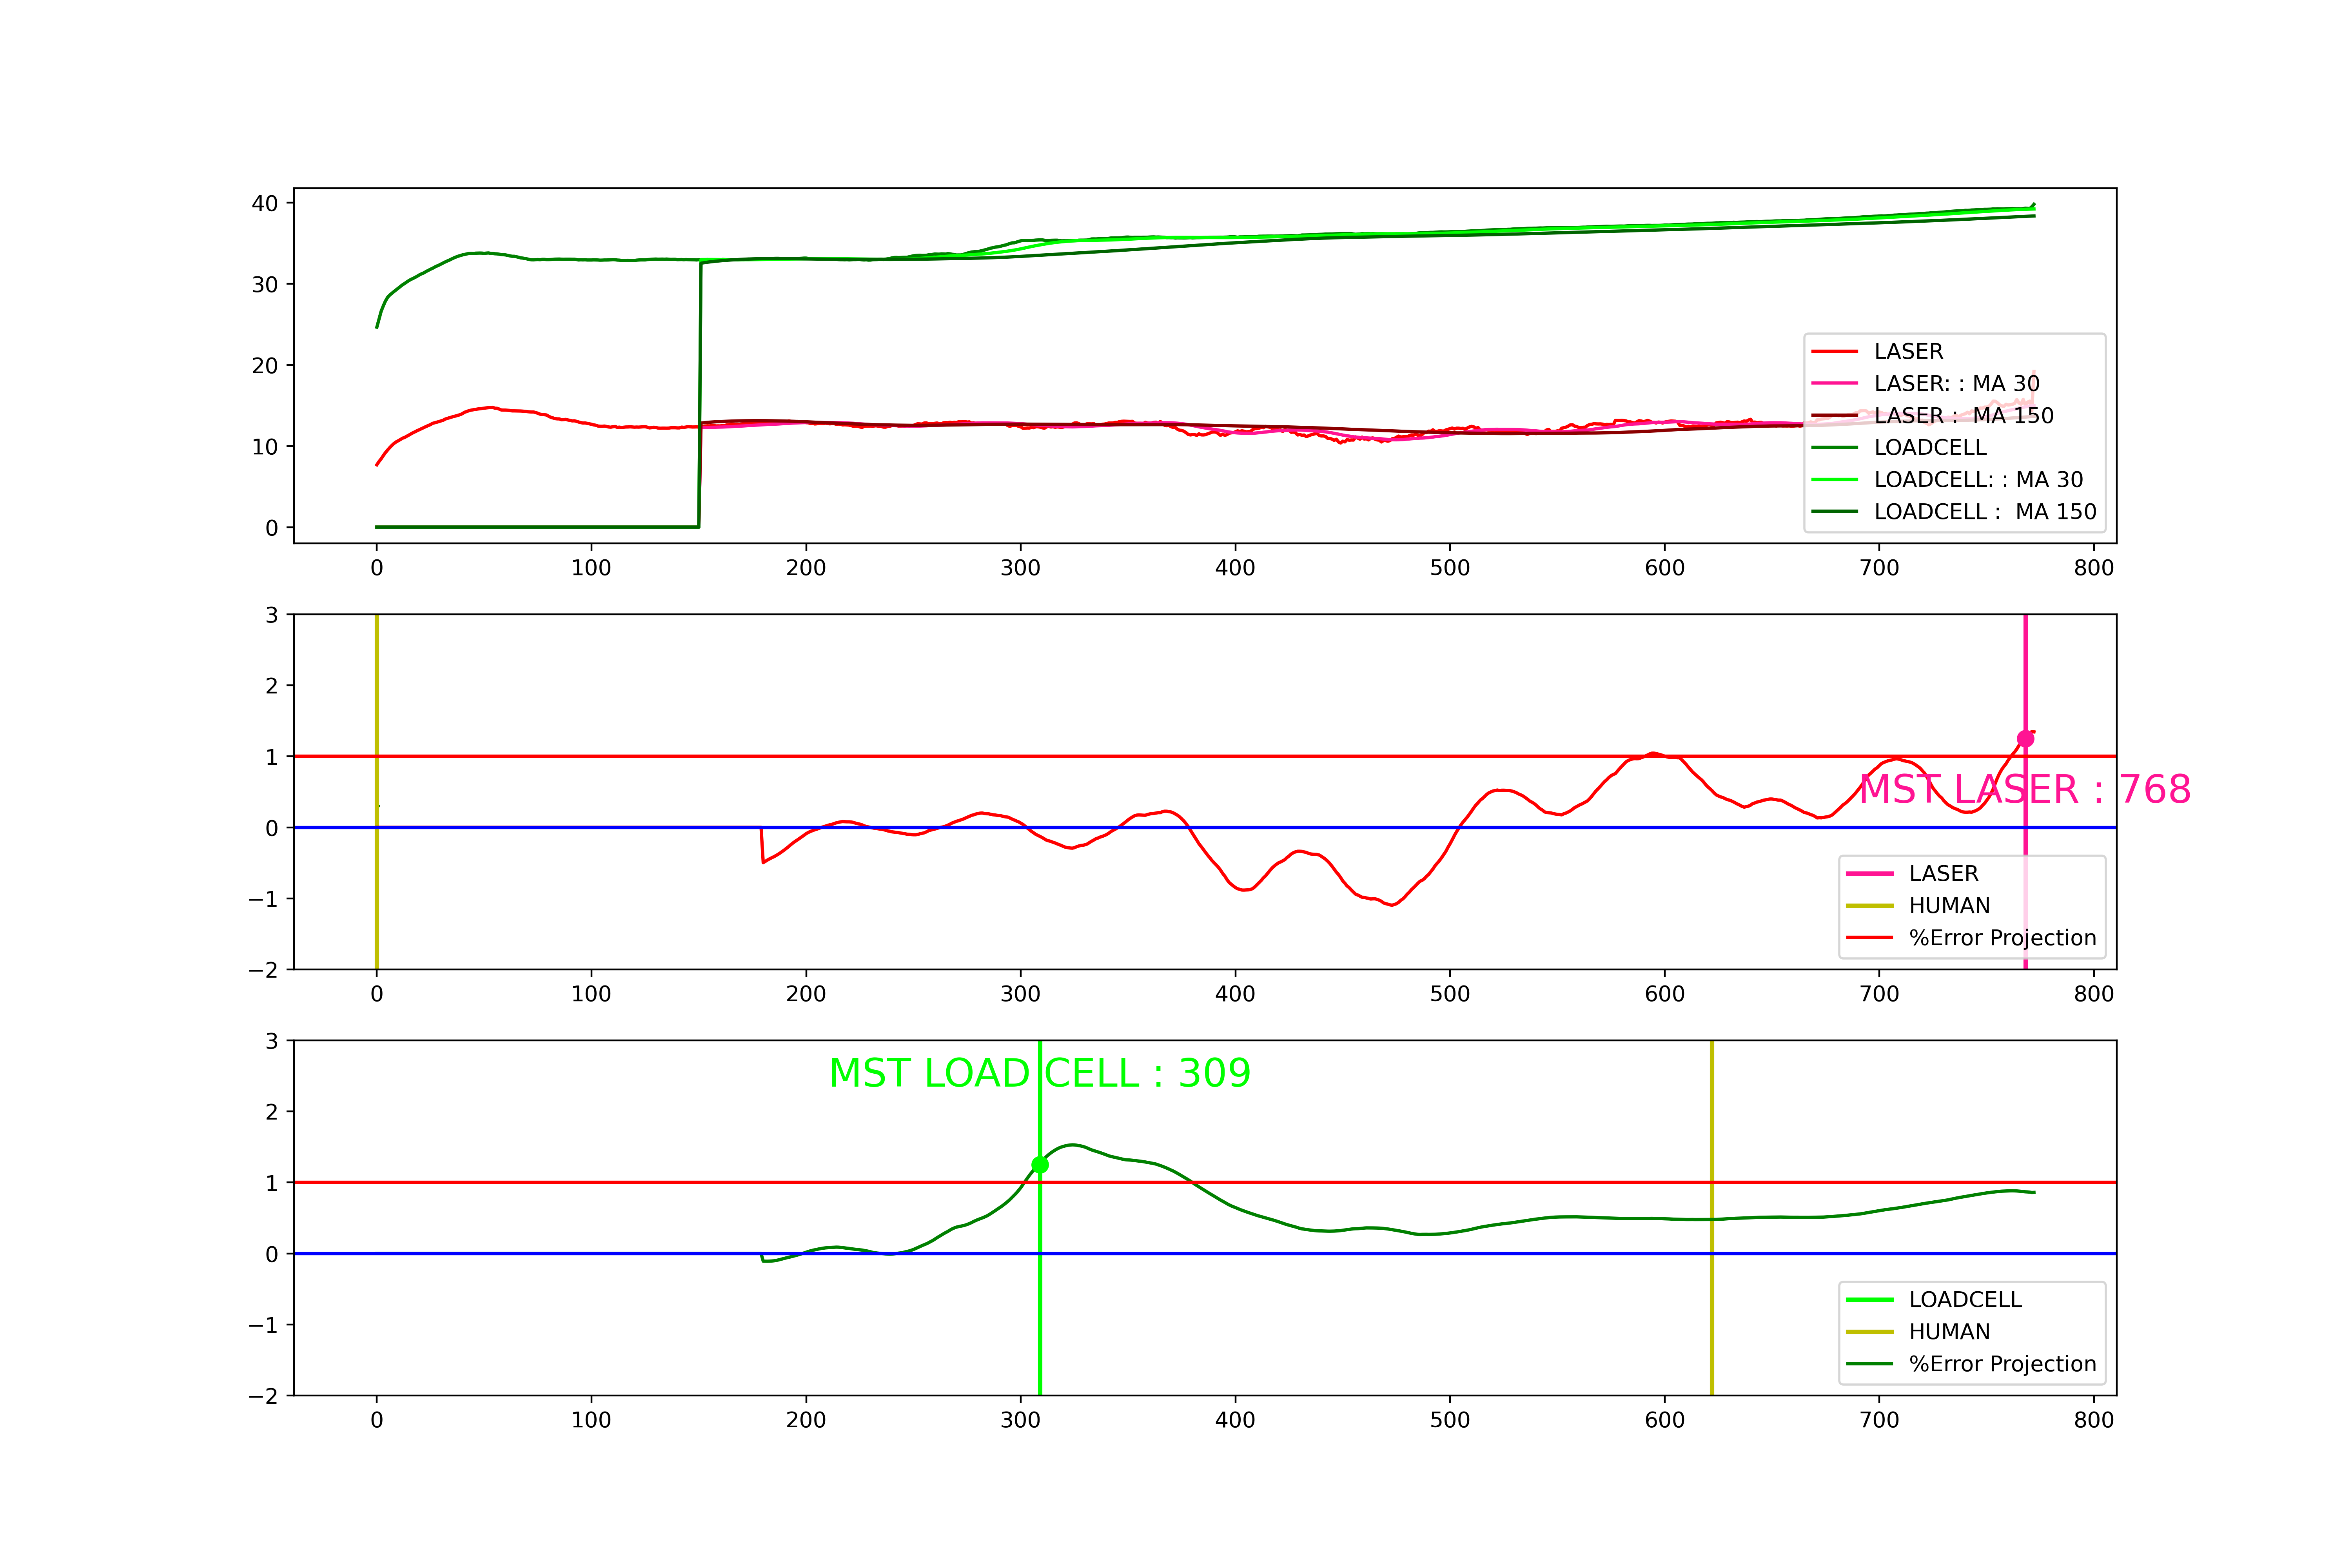 40
30
20
10
0
LASER
LASER: : MA 30
LASER :  MA 150
LOADCELL
LOADCELL: : MA 30
LOADCELL :  MA 150
0 100 200 300 400 500 600 700 800
3
2
1
0
−1
−2
MST LASER : 768
LASER
HUMAN
%Error Projection
0 100 200 300 400 500 600 700 800
3
2
1
0
−1
−2
MST LOAD CELL : 309
LOADCELL
HUMAN
%Error Projection
0 100 200 300 400 500 600 700 800